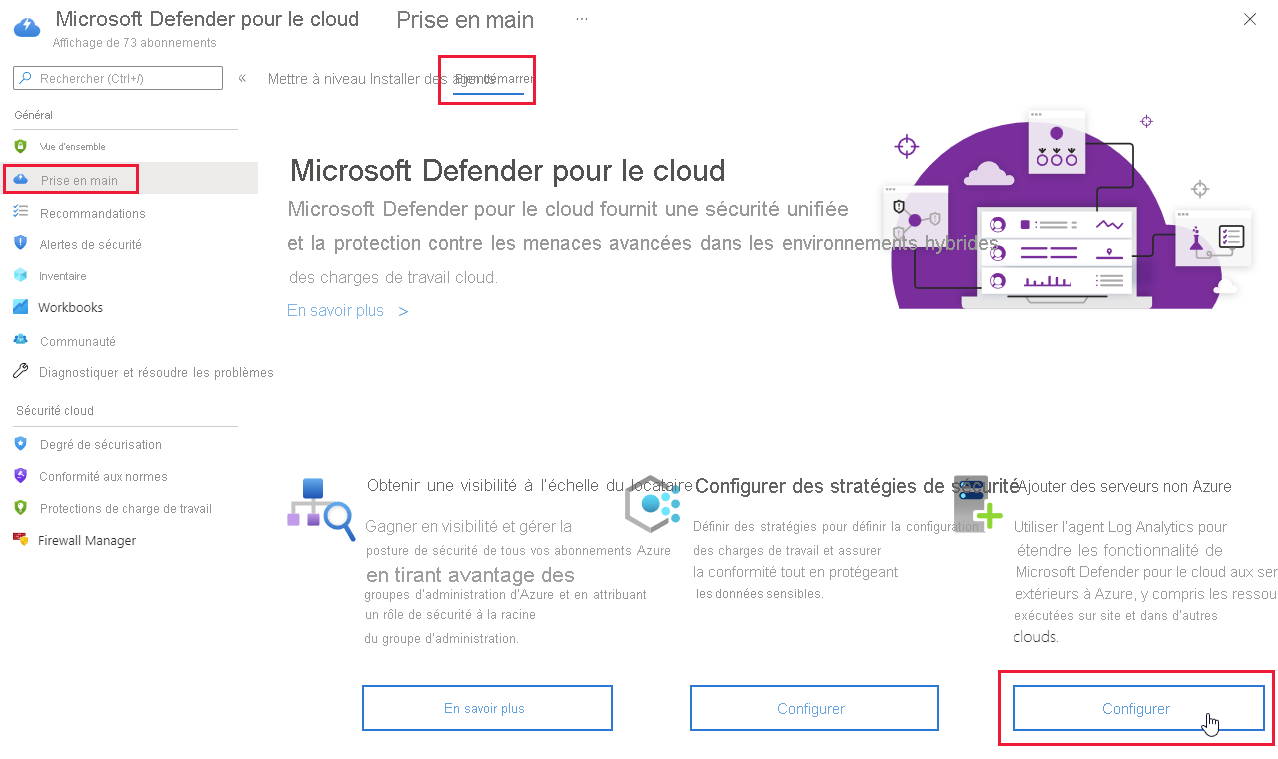 Microsoft Defender pour le cloud
Prise en main
...
Affichage de 73 abonnements
Rechercher (Ctrl+/)
«
Mettre à niveau Installer des agents
Bien démarrer
Général
Vue d'ensemble
Prise en main
Recommandations
Alertes de sécurité
Inventaire
Workbooks
Communauté
Diagnostiquer et résoudre les problèmes
Sécurité cloud
Degré de sécurisation
Conformité aux normes
Protections de charge de travail
Firewall Manager
Microsoft Defender pour le cloud
Microsoft Defender pour le cloud fournit une sécurité unifiée
et la protection contre les menaces avancées dans les environnements hybrides
des charges de travail cloud.
En savoir plus >
Obtenir une visibilité à l'échelle du locataire
Gagner en visibilité et gérer la
posture de sécurité de tous vos abonnements Azure
en tirant avantage des
groupes d'administration d'Azure et en attribuant
un rôle de sécurité à la racine
du groupe d'administration.
En savoir plus
Configurer des stratégies de sécurité
Définir des stratégies pour définir la configuration
des charges de travail et assurer
la conformité tout en protégeant
les données sensibles.
Configurer
Ajouter des serveurs non Azure
Utiliser l'agent Log Analytics pour
étendre les fonctionnalité de
Microsoft Defender pour le cloud aux ser
extérieurs à Azure, y compris les ressou
exécutées sur site et dans d'autres
clouds.
Configurer